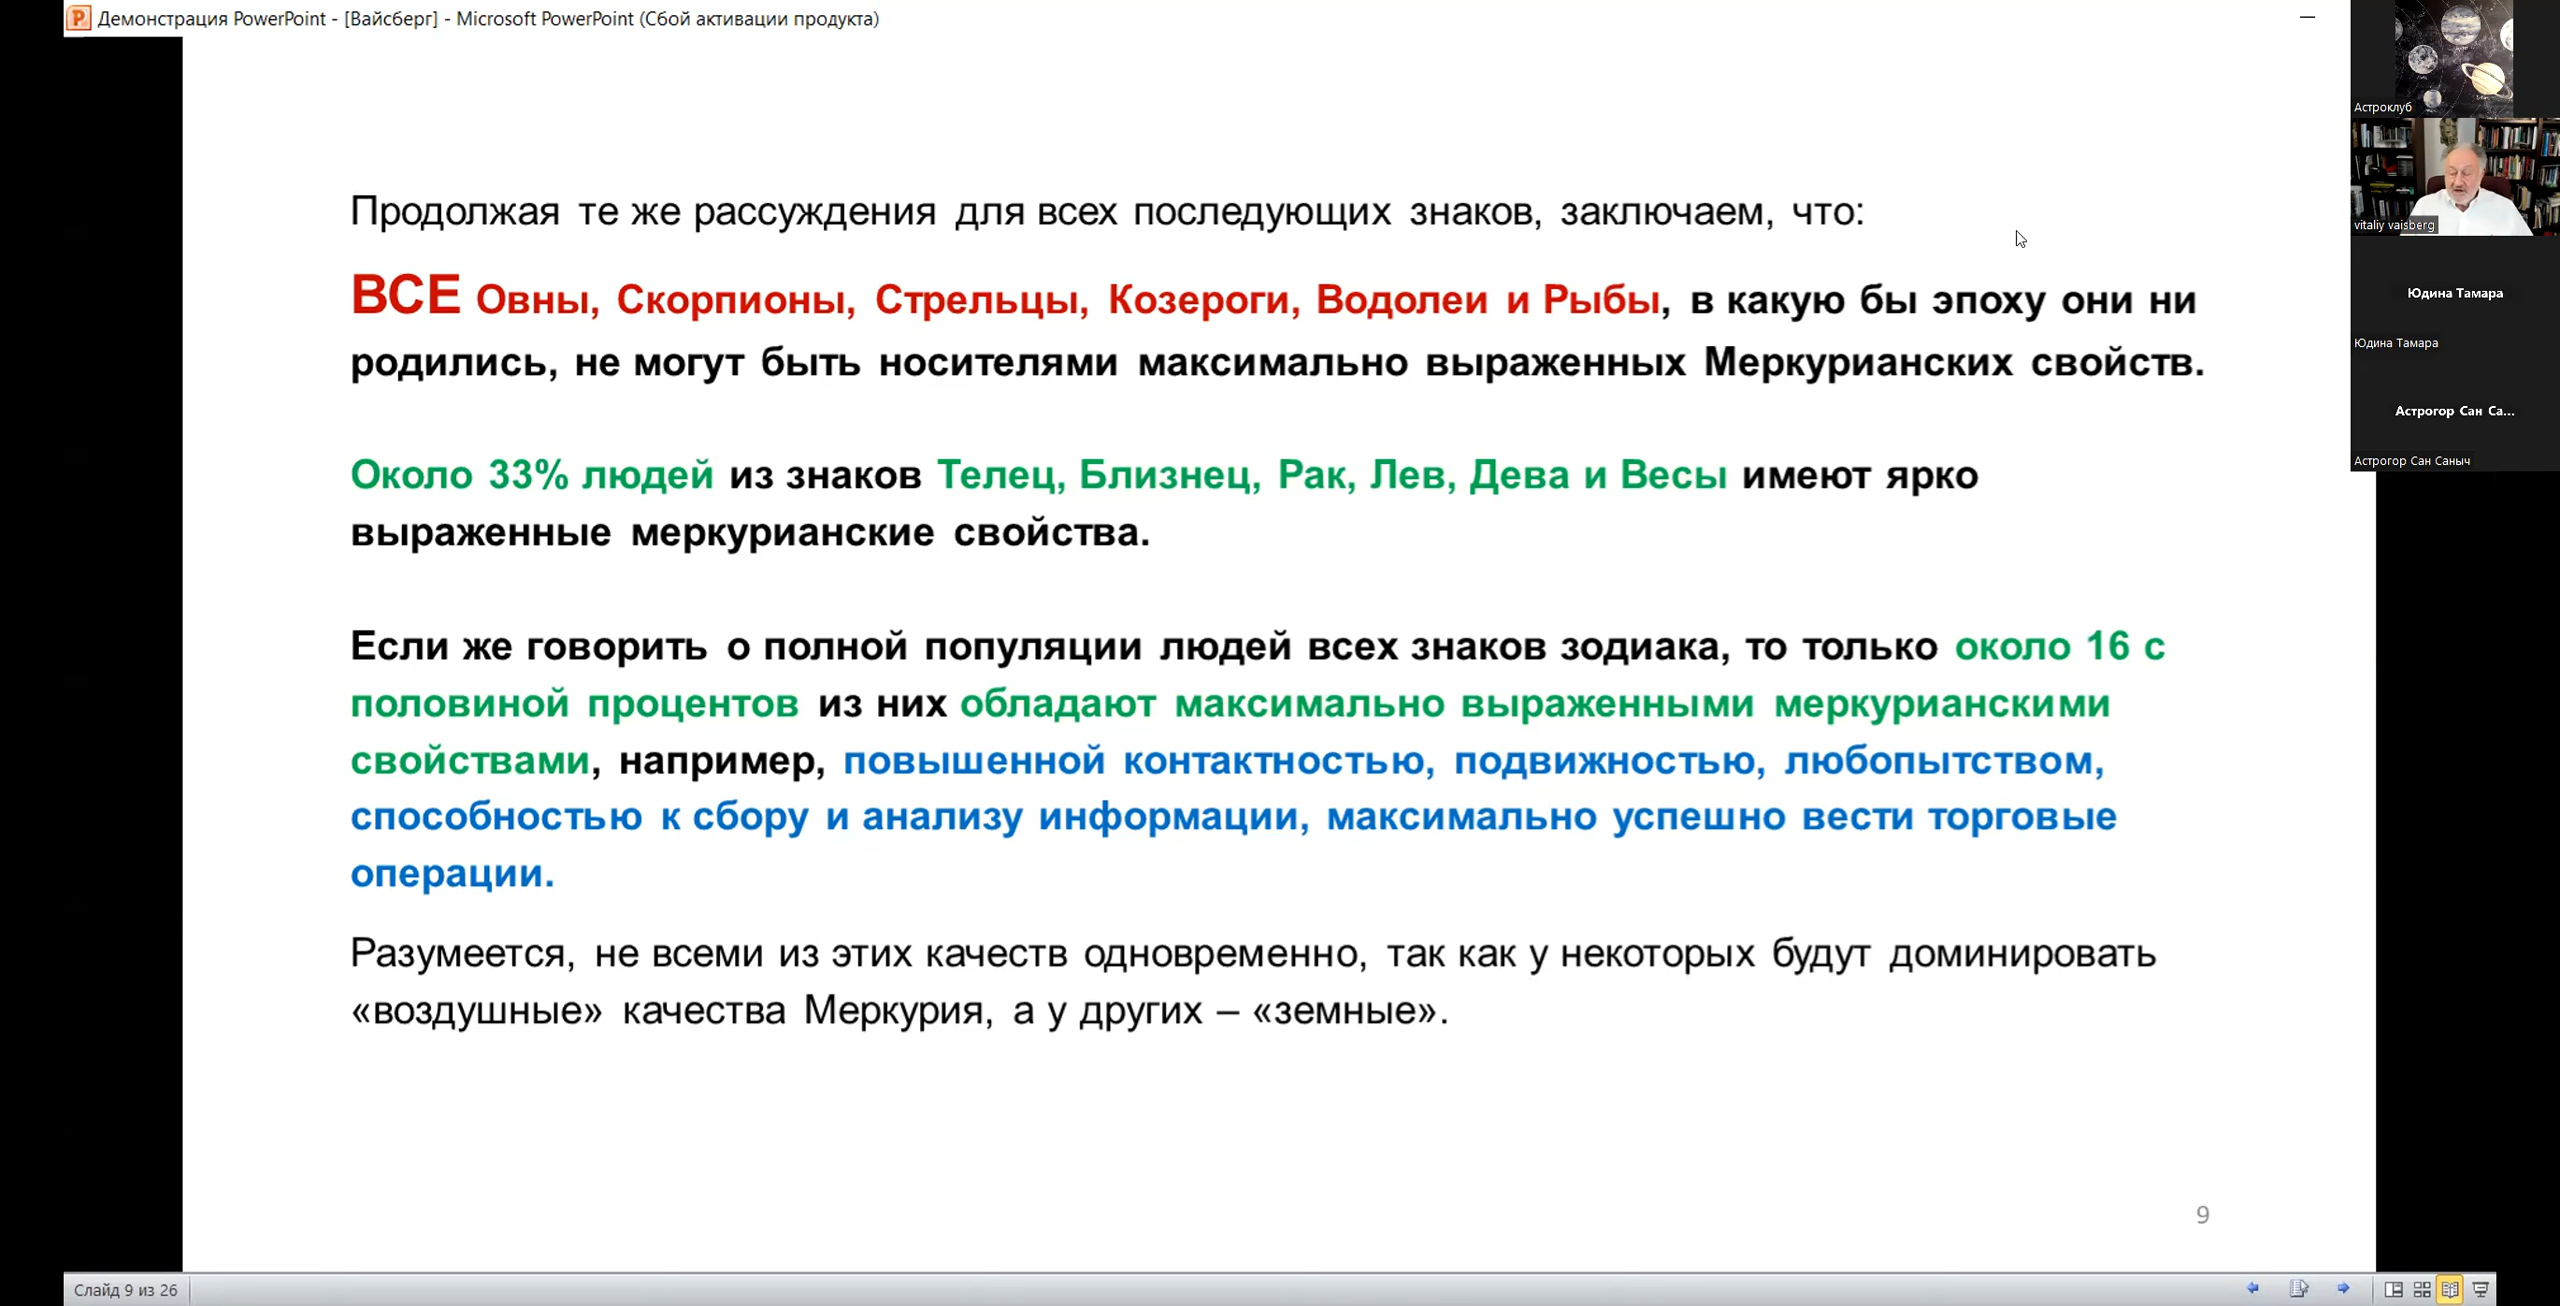 Демонстрация PowerPoint - [Вайсберг] - Microsoft PowerPoint (Сбой активации продукта)
Продолжая те же рассуждения для всех последующих знаков, заключаем, что:
ВСЕ Овны, Скорпионы, Стрельцы, Козероги, Водолеи и Рыбы, в какую бы эпоху они ни
родились, не могут быть носителями максимально выраженных Меркурианских свойств.
Около 33% людей из знаков Телец, Близнец, Рак, Лев, Дева и Весы имеют ярко
выраженные меркурианские свойства.
Если же говорить о полной популяции людей всех знаков зодиака, то только около 16 с
половиной процентов из них обладают максимально выраженными меркурианскими
свойствами, например, повышенной контактностью, подвижностью, любопытством,
способностью к сбору и анализу информации, максимально успешно вести торговые
операции.
Разумеется, не всеми из этих качеств одновременно, так как у некоторых будут доминировать
«воздушные» качества Меркурия, а у других – «земные».
9
Слайд 9 из 26
Астроклуб
vitaliy vaisberg
Юдина Тамара
Юдина Тамара
Астрогор Сан Са...
Астрогор Сан Саныч